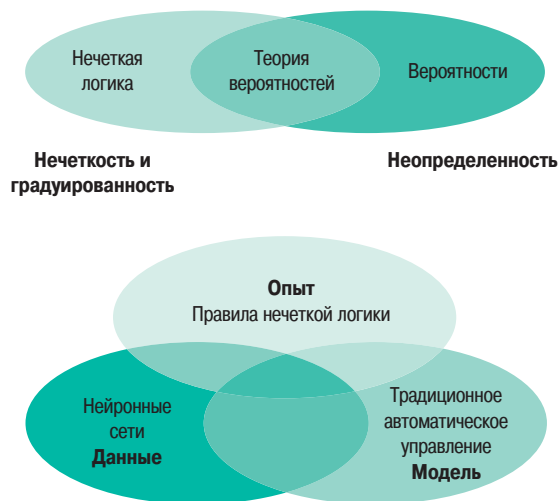 Нечеткая
логика
Теория
вероятностей
Вероятности
Нечеткость и
градуированность
Неопределенность
Опыт
Правила нечеткой логики
Нейронные
сети
Данные
Традиционное
автоматическое
управление
Модель